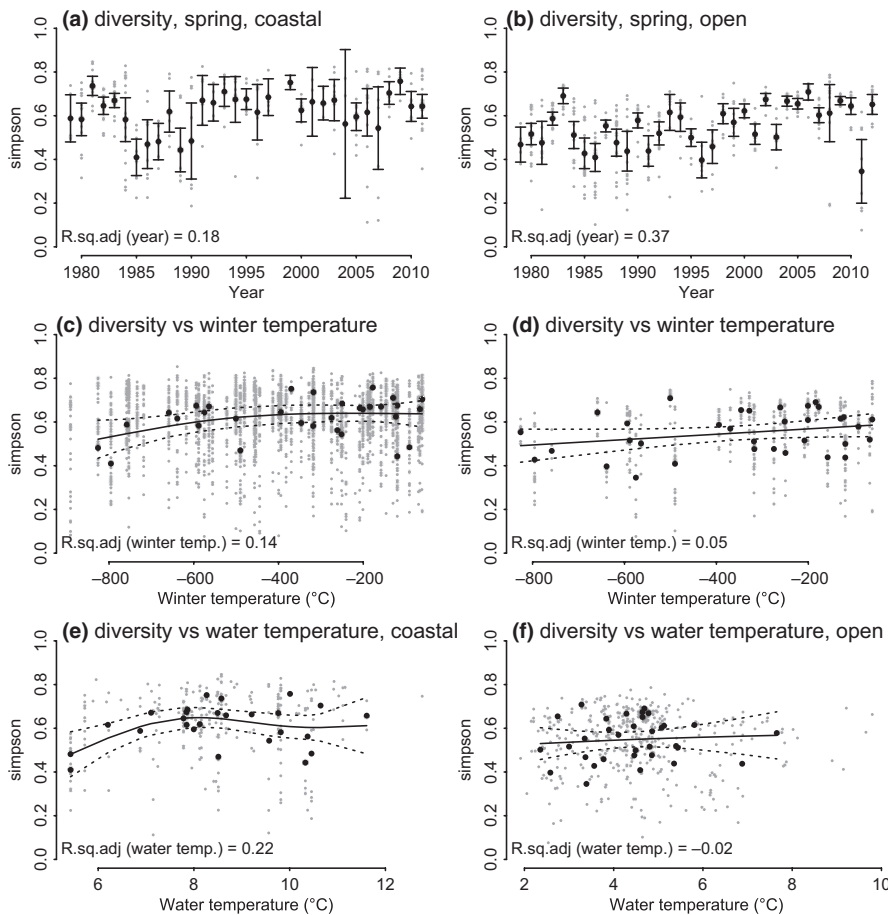 (a) diversity, spring, coastal
simpson
0.0 0.2 0.4 0.6 0.8 1.0
R.sq.adj (year) = 0.18
1980 1985 1990 1995 2000 2005 2010
Year
(b) diversity, spring, open
simpson
0.0 0.2 0.4 0.6 0.8 1.0
R.sq.adj (year) = 0.37
1980 1985 1990 1995 2000 2005 2010
Year
(c) diversity vs winter temperature
simpson
0.0 0.2 0.4 0.6 0.8 1.0
R.sq.adj (winter temp.) = 0.14
−800 −600 −400 −200
Winter temperature (°C)
(d) diversity vs winter temperature
simpson
0.0 0.2 0.4 0.6 0.8 1.0
R.sq.adj (winter temp.) = 0.05
−800 −600 −400 −200
Winter temperature (°C)
(e) diversity vs water temperature, coastal
simpson
0.0 0.2 0.4 0.6 0.8 1.0
R.sq.adj (water temp.) = 0.22
6 8 10 12
Water temperature (°C)
(f) diversity vs water temperature, open
simpson
0.0 0.2 0.4 0.6 0.8 1.0
R.sq.adj (water temp.) = −0.02
2 4 6 8 10
Water temperature (°C)